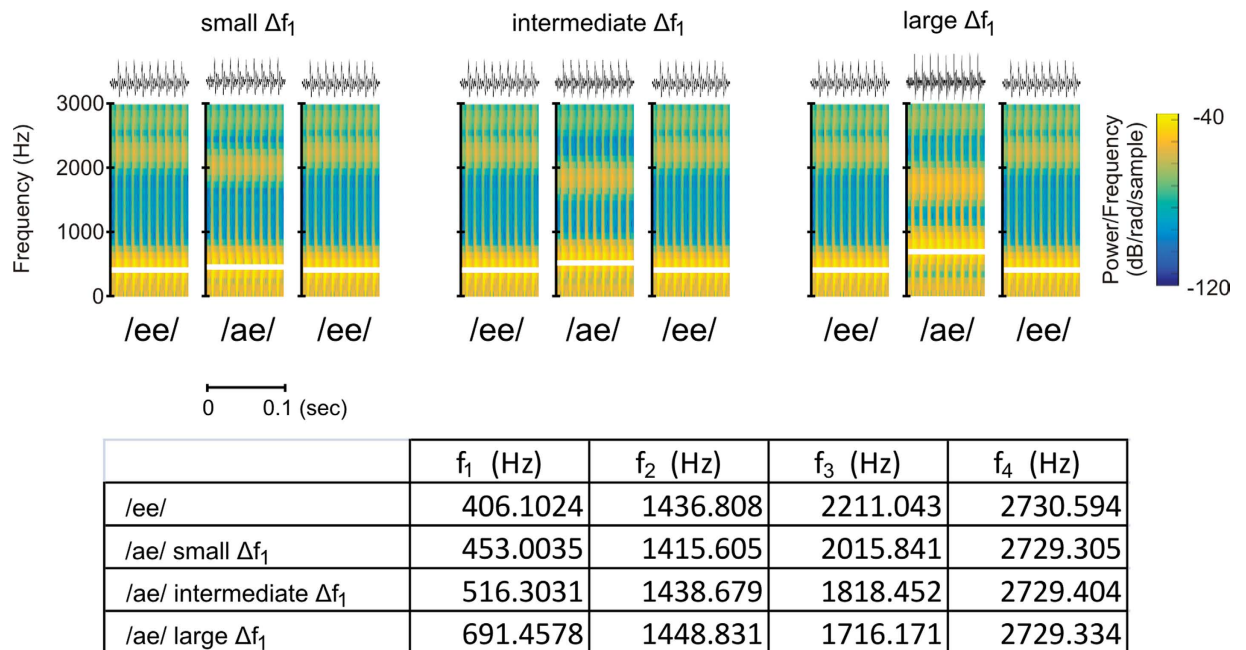 small Δf₁ intermediate Δf₁ large Δf₁
Frequency (Hz)
3000
2000
1000
0
/ee/ /ae/ /ee/ /ee/ /ae/ /ee/ /ee/ /ae/ /ee/
-40
-120
Power/Frequency
(dB/rad/sample)
0 0.1 (sec)
f₁ (Hz) f₂ (Hz) f₃ (Hz) f₄ (Hz)
/ee/ 406.1024 1436.808 2211.043 2730.594
/ae/ small Δf₁ 453.0035 1415.605 2015.841 2729.305
/ae/ intermediate Δf₁ 516.3031 1438.679 1818.452 2729.404
/ae/ large Δf₁ 691.4578 1448.831 1716.171 2729.334